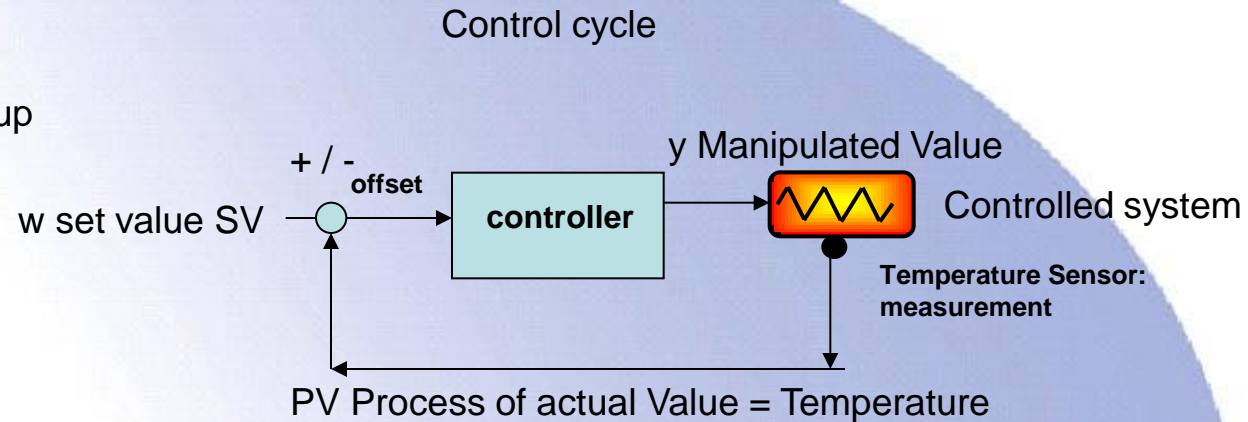 Control cycle
up
+ / -
offset
y Manipulated Value
w set value SV
controller
Controlled system
Temperature Sensor:
measurement
PV Process of actual Value = Temperature